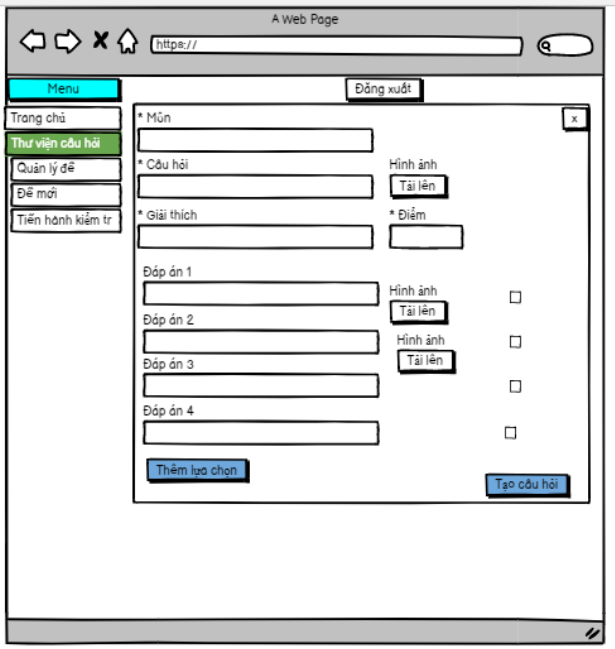 A Web Page
https://
Menu
Đăng xuất
Trang chủ
Thư viện câu hỏi
Quản lý đề
Đề mới
Tiến hành kiểm tr
x
* Môn
* Câu hỏi
Hình ảnh
Tải lên
* Giải thích
* Điểm
Đáp án 1
Hình ảnh
Tải lên
Đáp án 2
Hình ảnh
Tải lên
Đáp án 3
Đáp án 4
Thêm lựa chọn
Tạo câu hỏi